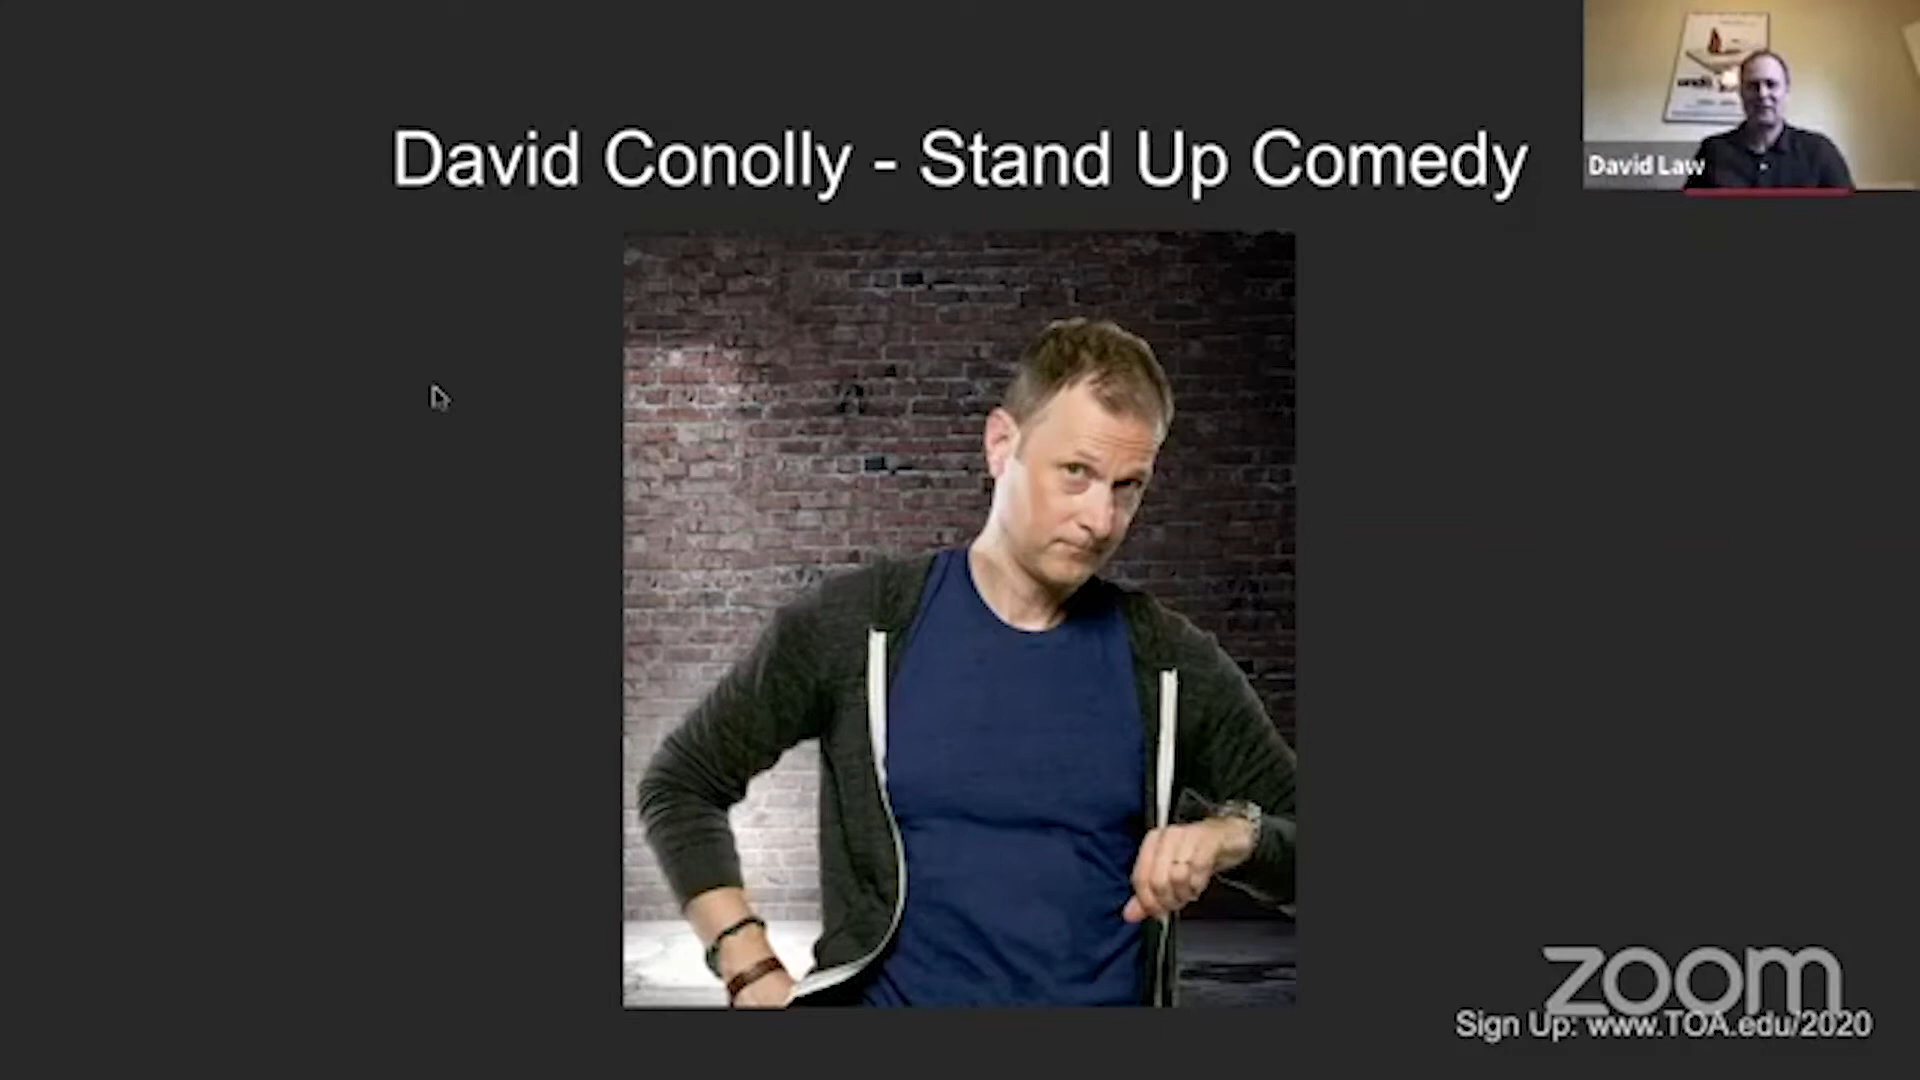 David Conolly - Stand Up Comedy
David Law
zoom
Sign Up: www.TOA.edu/2020